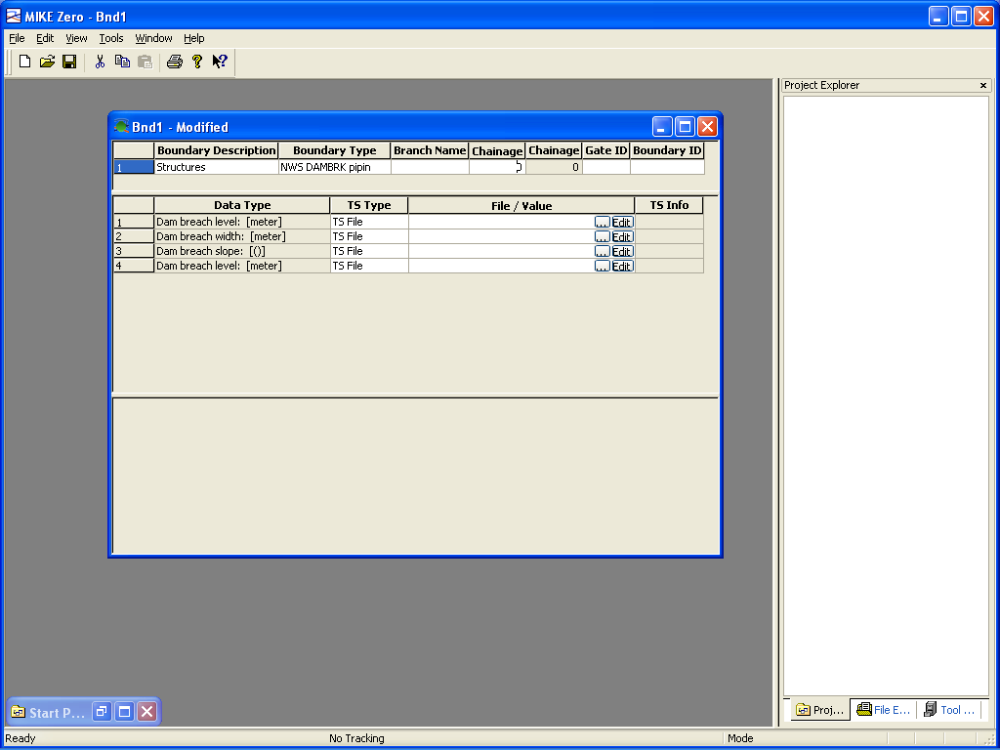 MIKE Zero - Bnd1
File Edit View Tools Window Help
Project Explorer
Bnd1 - Modified
Boundary Description Boundary Type Branch Name Chainage Chainage Gate ID Boundary ID
1 Structures NWS DAMBRK pipin 0
Data Type TS Type File / Value TS Info
1 Dam breach level: [meter] TS File ... Edit
2 Dam breach width: [meter] TS File ... Edit
3 Dam breach slope: [()] TS File ... Edit
4 Dam breach level: [meter] TS File ... Edit
Start P...
Proj... File E... Tool ...
Ready No Tracking Mode